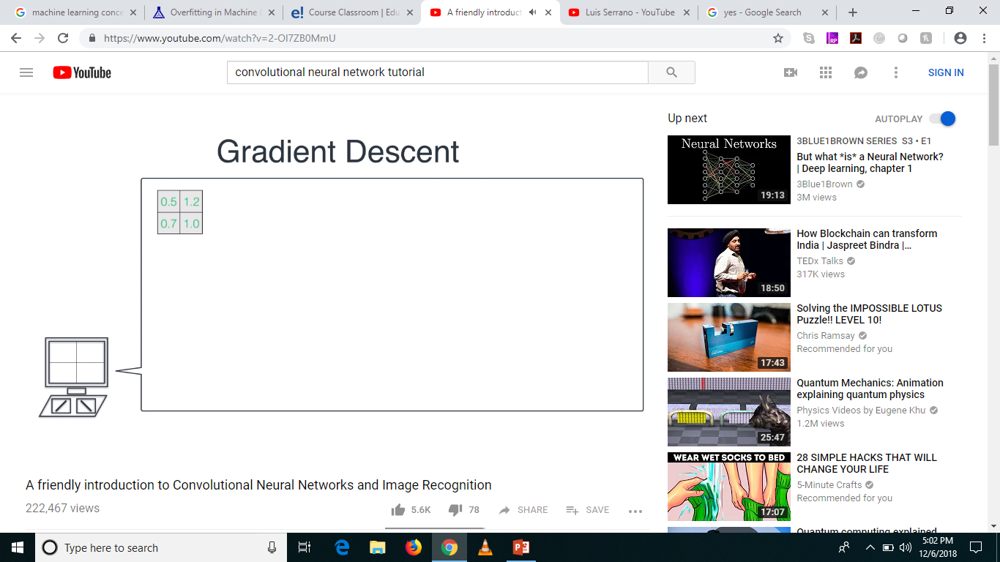 machine learning conce
Overfitting in Machine
Course Classroom | Edu
A friendly introduct
Luis Serrano - YouTube
yes - Google Search
https://www.youtube.com/watch?v=2-Ol7ZB0MmU
YouTube
convolutional neural network tutorial
SIGN IN
Gradient Descent
0.5 1.2
0.7 1.0
A friendly introduction to Convolutional Neural Networks and Image Recognition
222,467 views
5.6K
78
SHARE
SAVE
Up next
AUTOPLAY
Neural Networks
19:13
3BLUE1BROWN SERIES S3 • E1
But what *is* a Neural Network?
| Deep learning, chapter 1
3Blue1Brown
3M views
18:50
How Blockchain can transform
India | Jaspreet Bindra |...
TEDx Talks
317K views
17:43
Solving the IMPOSSIBLE LOTUS
Puzzle!! LEVEL 10!
Chris Ramsay
Recommended for you
25:47
Quantum Mechanics: Animation
explaining quantum physics
Physics Videos by Eugene Khu
1.2M views
WEAR WET SOCKS TO BED
17:07
28 SIMPLE HACKS THAT WILL
CHANGE YOUR LIFE
5-Minute Crafts
Recommended for you
Quantum computing explained
Type here to search
5:02 PM
12/6/2018